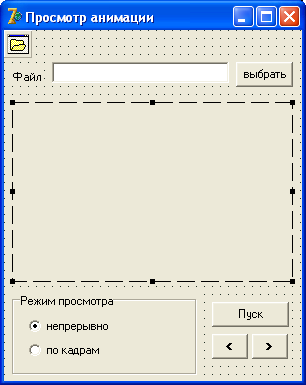 Просмотр анимации
Файл выбрать
Режим просмотра
непрерывно
Пуск
по кадрам
< >